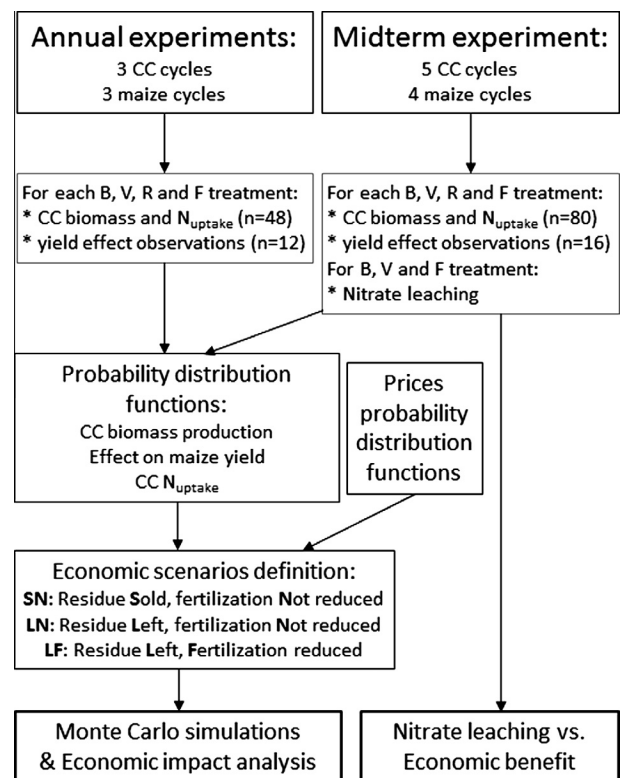 Annual experiments:
3 CC cycles
3 maize cycles
Midterm experiment:
5 CC cycles
4 maize cycles
For each B, V, R and F treatment:
* CC biomass and Nuptake (n=48)
* yield effect observations (n=12)
For each B, V, R and F treatment:
* CC biomass and Nuptake (n=80)
* yield effect observations (n=16)
For B, V and F treatment:
* Nitrate leaching
Probability distribution
functions:
CC biomass production
Effect on maize yield
CC Nuptake
Prices
probability
distribution
functions
Economic scenarios definition:
SN: Residue Sold, fertilization Not reduced
LN: Residue Left, fertilization Not reduced
LF: Residue Left, Fertilization reduced
Monte Carlo simulations
& Economic impact analysis
Nitrate leaching vs.
Economic benefit